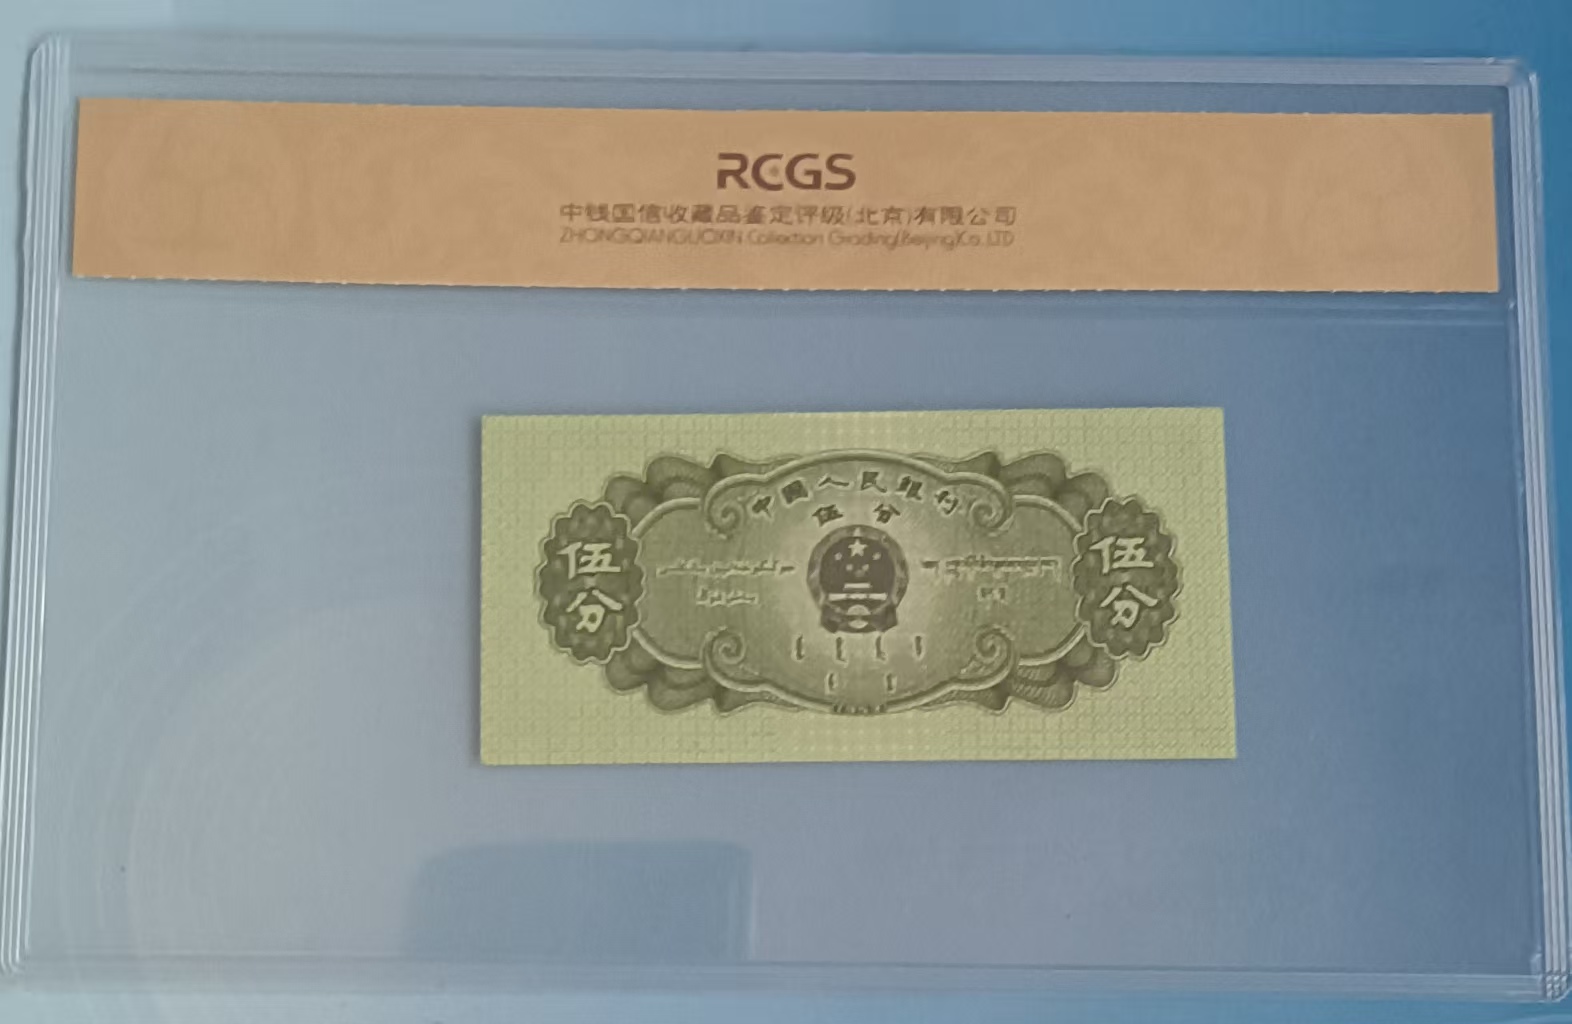 RCGS
中钱国信收藏品鉴定评级(北京)有限公司
ZHONGQIANGUOXIN Collection Grading(Beijing)Co.LTD
中國人民銀行
伍分
伍分
伍分
1953